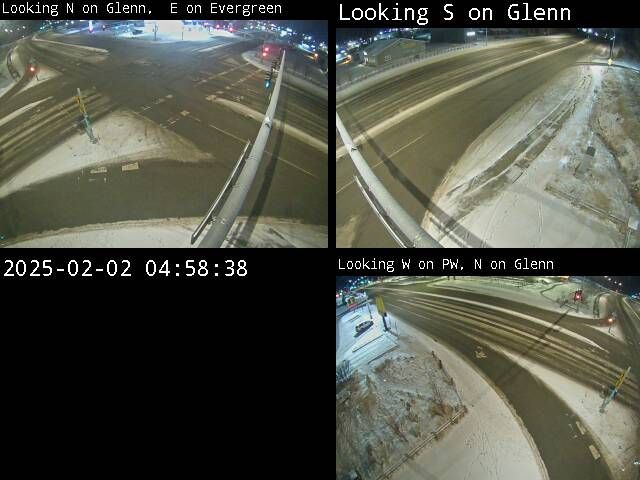 Looking N on Glenn, E on Evergreen
Looking S on Glenn
2025-02-02 04:58:38
Looking W on PW, N on Glenn